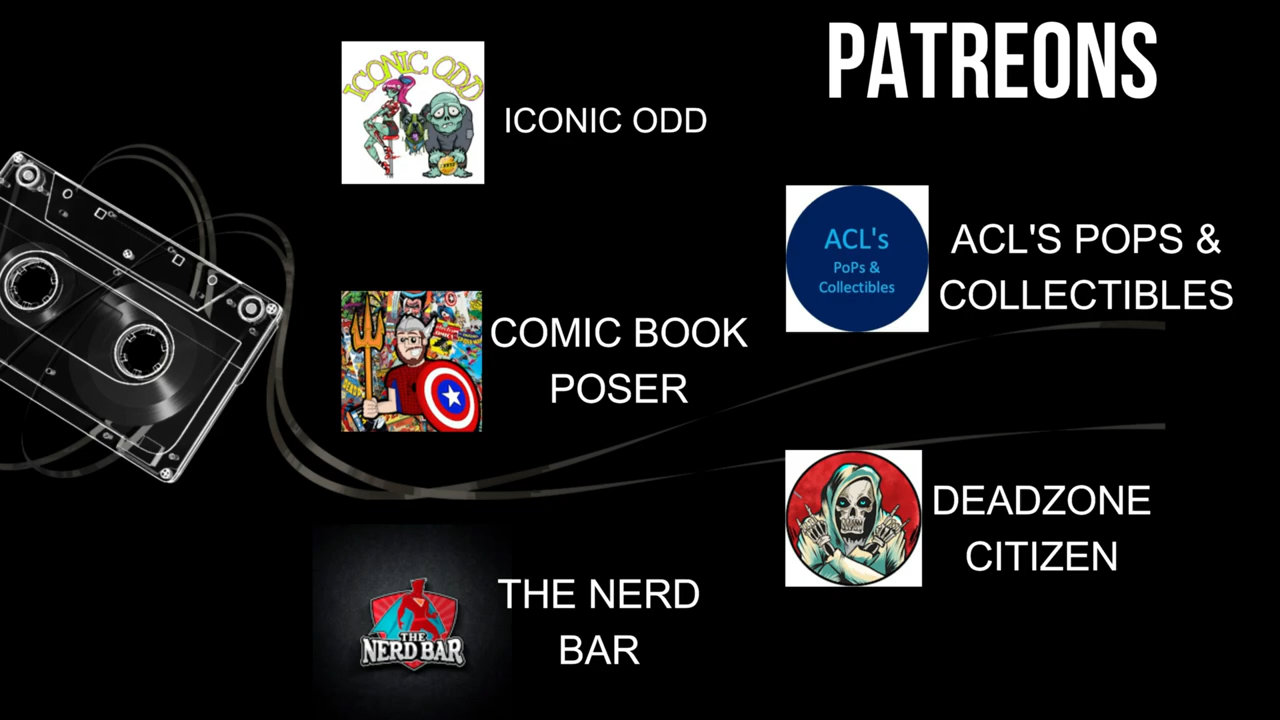 PATREONS
ICONIC ODD
ICONIC ODD
ACL's
PoPs &
Collectibles
ACL'S POPS &
COLLECTIBLES
COMIC BOOK
POSER
DEADZONE
CITIZEN
THE
NERD BAR
THE NERD
BAR